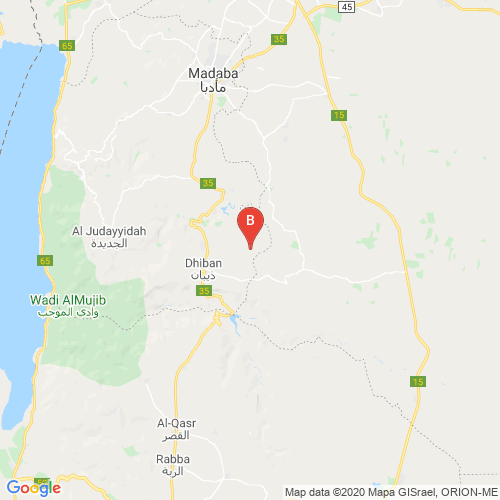 45
65
35
Madaba
مادبا
15
35
B
Al Judayyidah
الجديدة
65
Dhiban
ذيبان
35
Wadi AlMujib
وادي الموجب
15
Al-Qasr
القصر
Rabba
الربة
Google
Map data ©2020 Mapa GISrael, ORION-ME